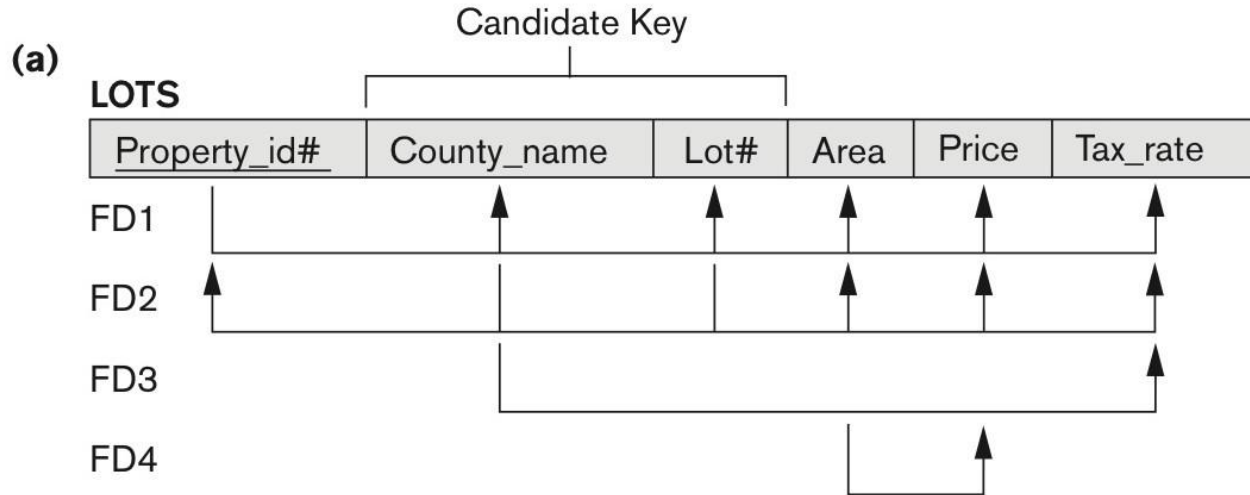 Candidate Key
(a)
LOTS
Property_id# County_name Lot# Area Price Tax_rate
FD1
FD2
FD3
FD4